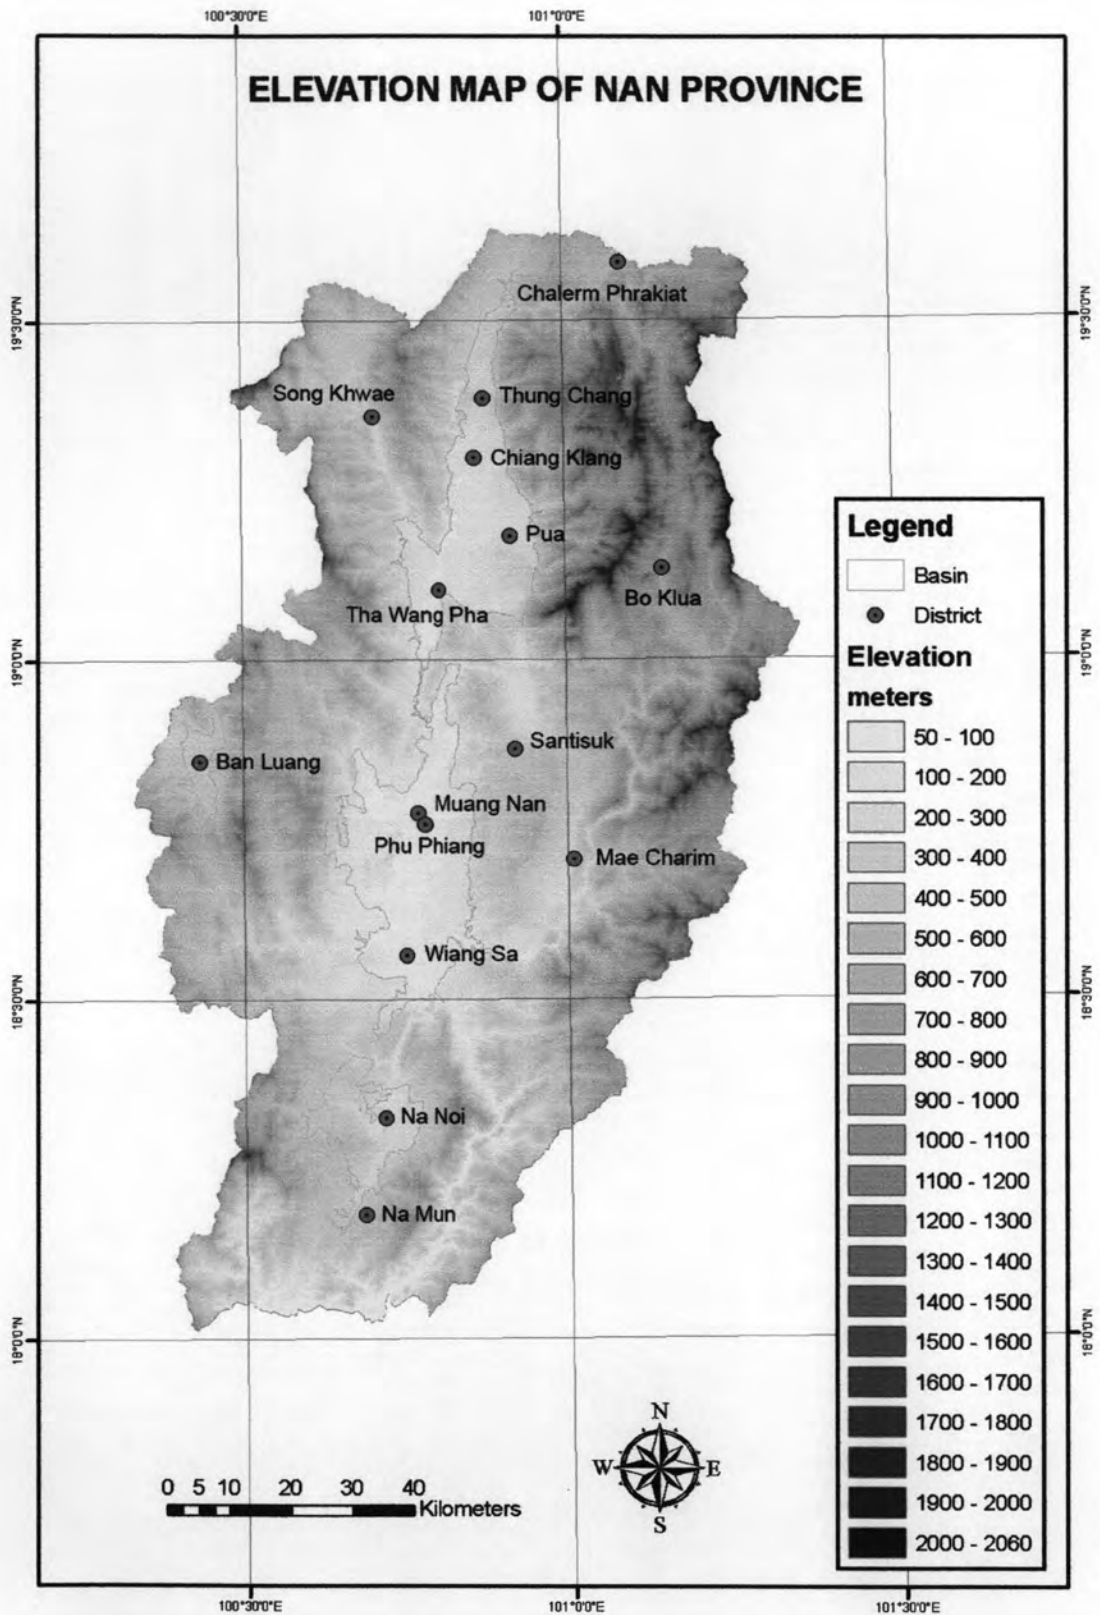 100°30'0"E
101°0'0"E
ELEVATION MAP OF NAN PROVINCE
Chalerm Phrakiat
19°30'0"N
19°30'0"N
Song Khwae
Thung Chang
Chiang Klang
Pua
Bo Klua
Tha Wang Pha
19°0'0"N
19°0'0"N
Santisuk
Ban Luang
Muang Nan
Phu Phiang
Mae Charim
Wiang Sa
18°30'0"N
18°30'0"N
Na Noi
Na Mun
18°0'0"N
18°0'0"N
Legend
Basin
District
Elevation
meters
50 - 100
100 - 200
200 - 300
300 - 400
400 - 500
500 - 600
600 - 700
700 - 800
800 - 900
900 - 1000
1000 - 1100
1100 - 1200
1200 - 1300
1300 - 1400
1400 - 1500
1500 - 1600
1600 - 1700
1700 - 1800
1800 - 1900
1900 - 2000
2000 - 2060
N
W E
S
0 5 10 20 30 40
Kilometers
100°30'0"E
101°0'0"E
101°30'0"E